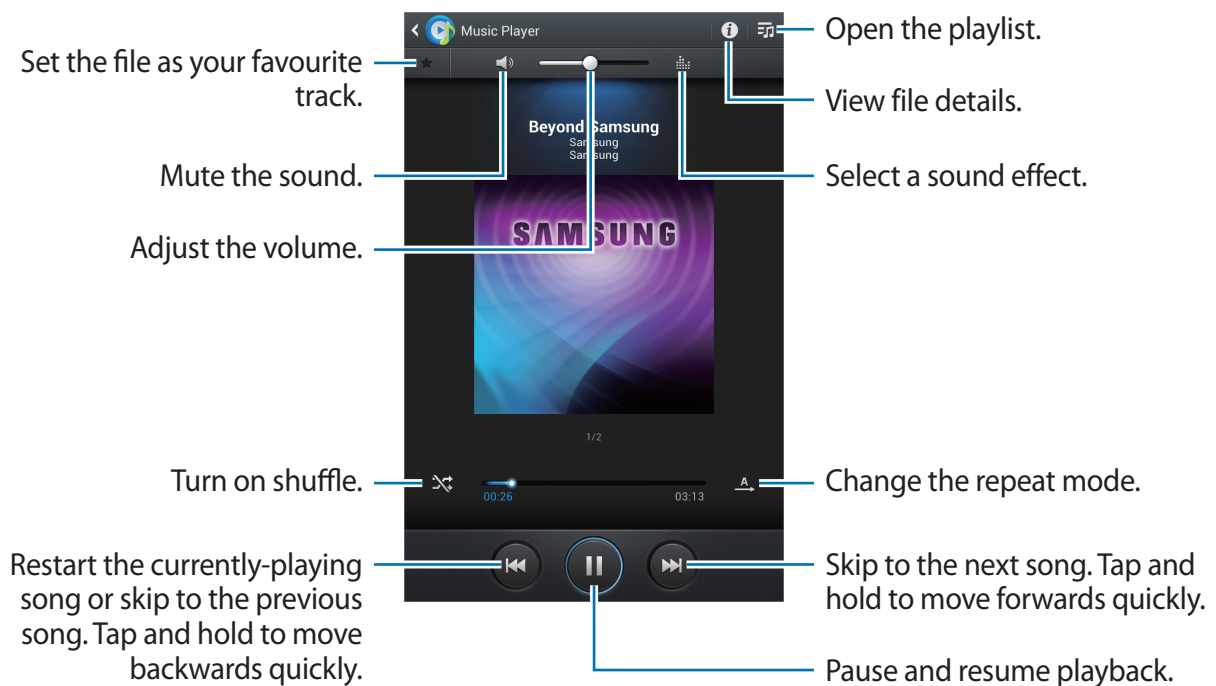 Music Player
Open the playlist.
Set the file as your favourite
track.
View file details.
Beyond Samsung
Samsung
Samsung
Mute the sound.
Select a sound effect.
SAMSUNG
Adjust the volume.
1/2
Turn on shuffle.
00:26
03:13
A
Change the repeat mode.
Restart the currently-playing
song or skip to the previous
song. Tap and hold to move
backwards quickly.
Skip to the next song. Tap and
hold to move forwards quickly.
Pause and resume playback.